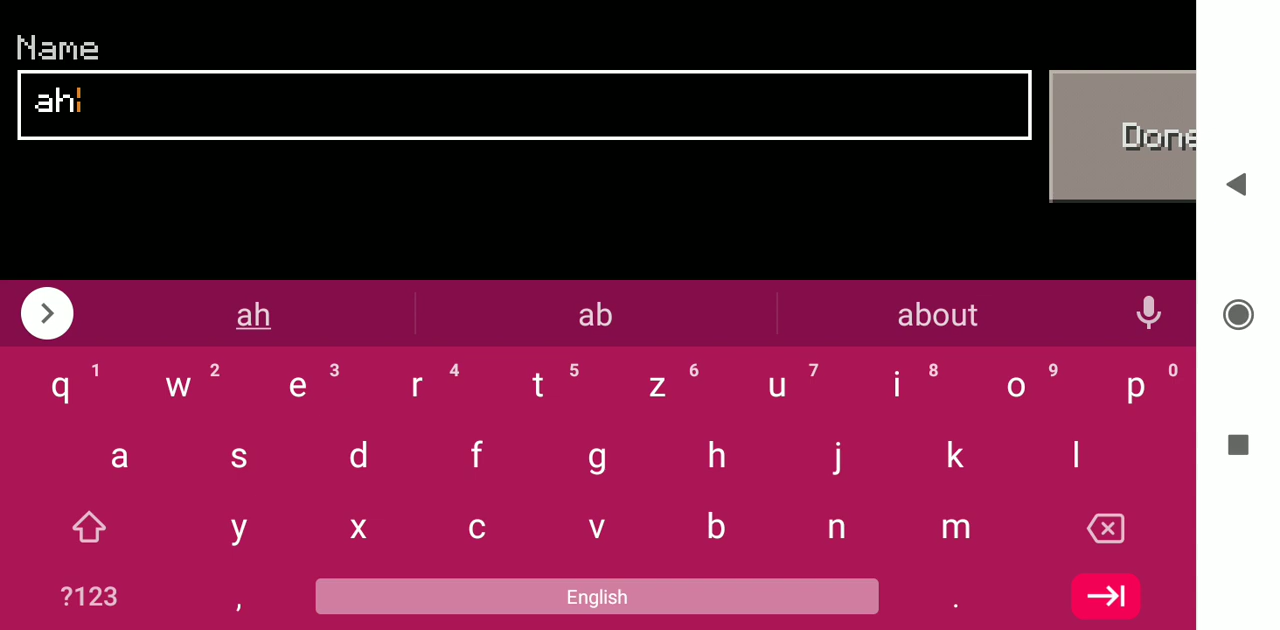 Name
ah
Done
ah ab about
q 1 w 2 e 3 r 4 t 5 z 6 u 7 i 8 o 9 p 0
a s d f g h j k l
y x c v b n m
?123 , English .